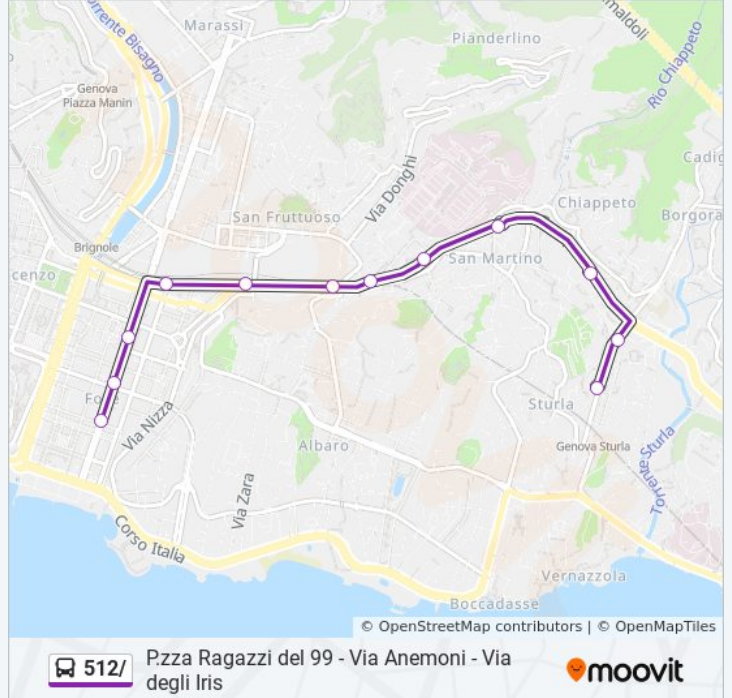 Torrente Bisagno
Marassi
Pianderlino
Rio Chiappeto
Genova
Piazza Manin
Via Donghi
Chiappeto
San Fruttuoso
Borgora
Brignole
San Martino
cenzo
Via Nizza
Sturla
Albaro
Genova Sturla
Torrente Sturla
Via Zara
Corso Italia
Vernazzola
Boccadasse
© OpenStreetMap contributors | © OpenMapTiles
512/
P.zza Ragazzi del 99 - Via Anemoni - Via
degli Iris
moovit